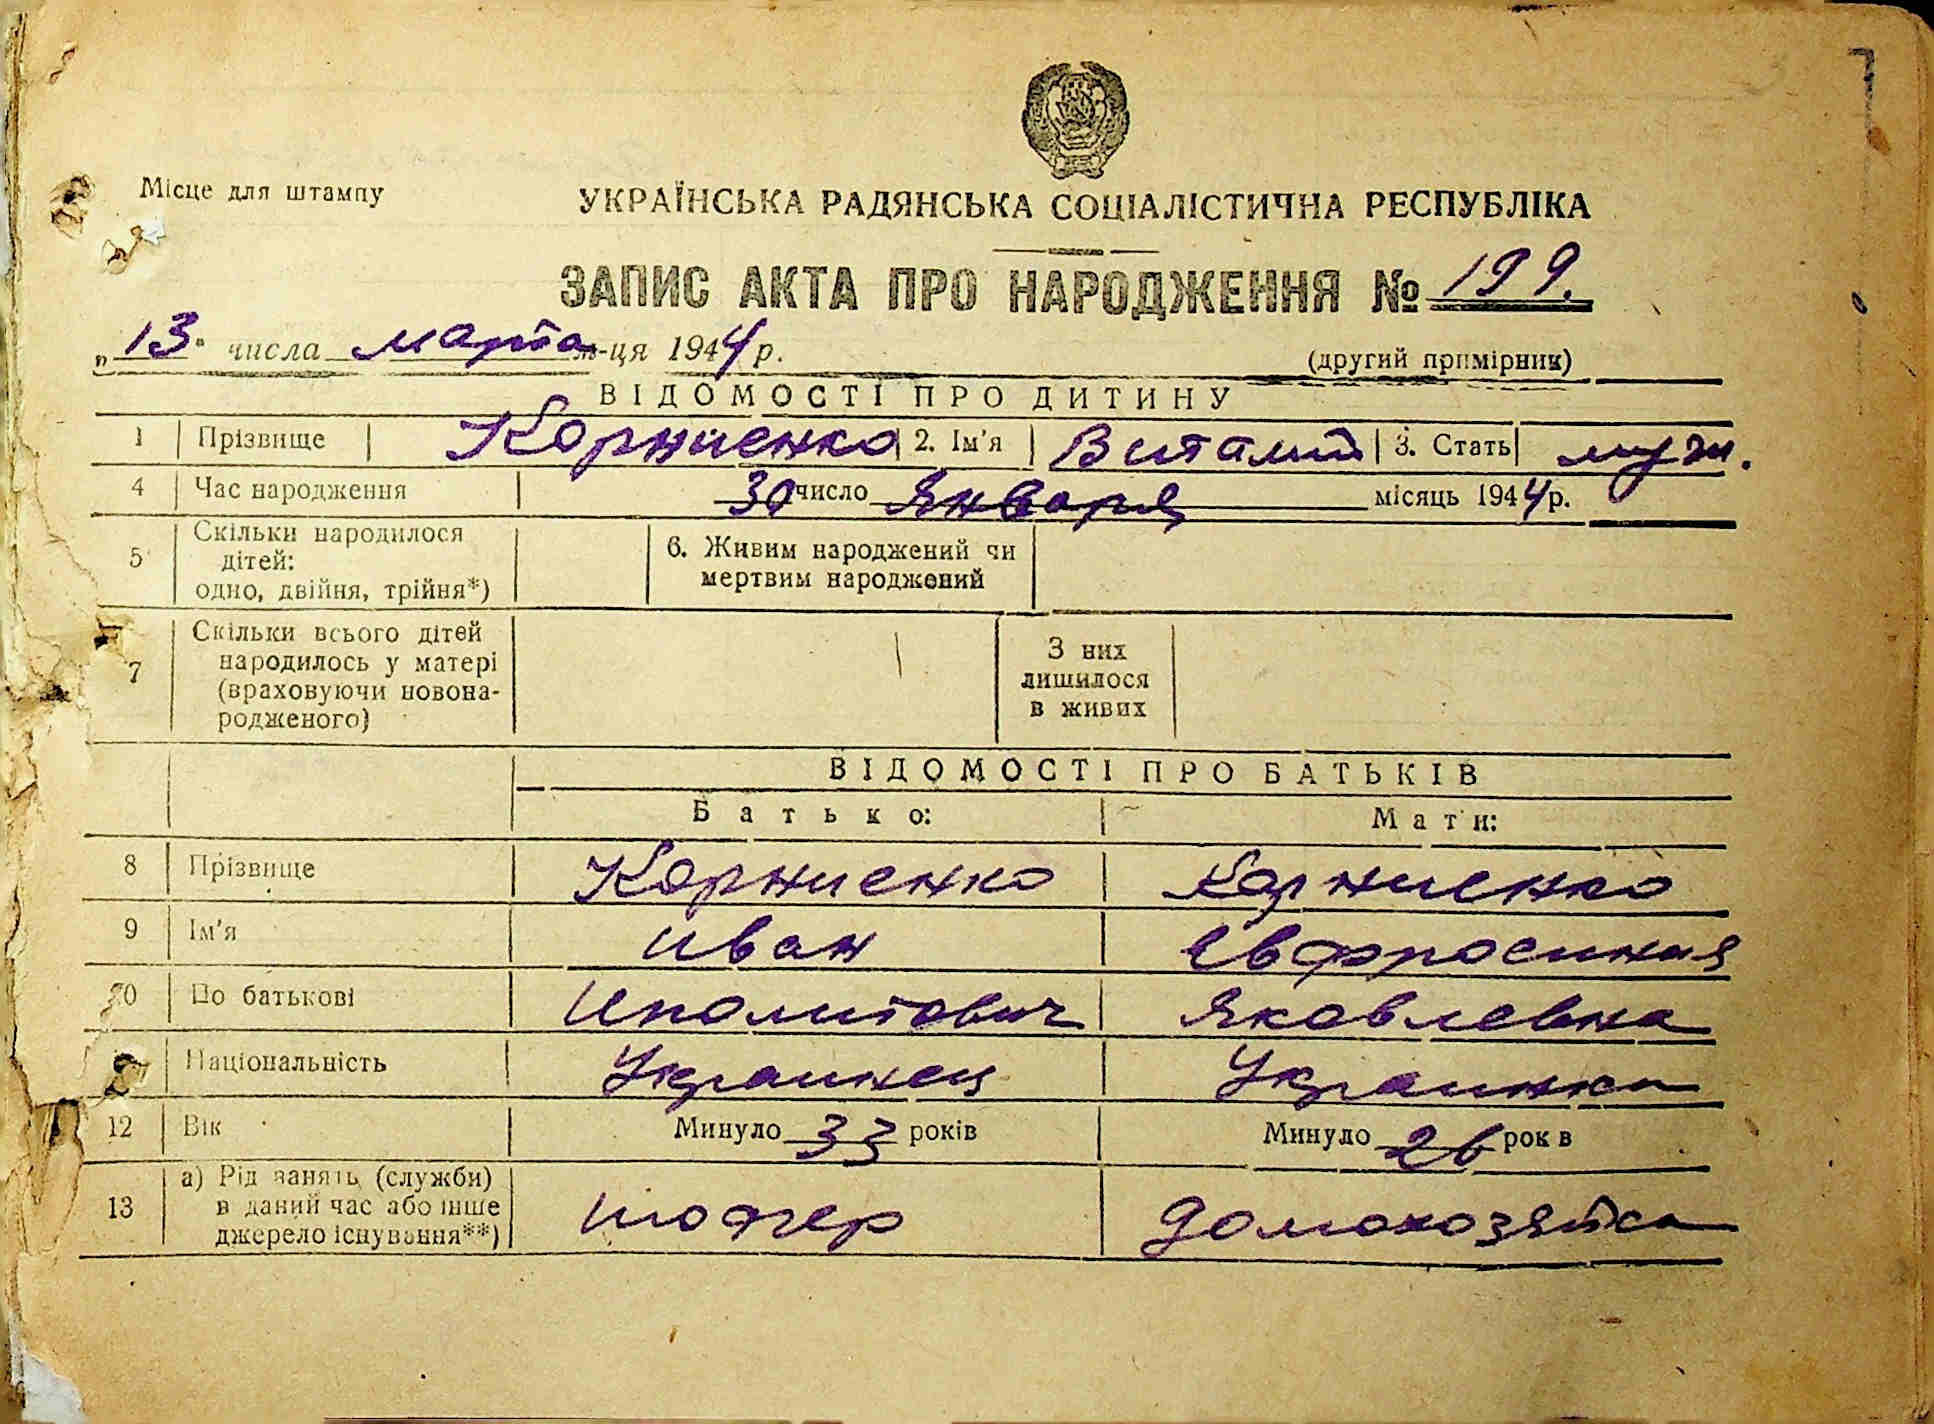 Місце для штампу
УКРАЇНСЬКА РАДЯНСЬКА СОЦІАЛІСТИЧНА РЕСПУБЛІКА
ЗАПИС АКТА ПРО НАРОДЖЕННЯ № 199.
„13" числа марта м-ця 1944 р.
(другий примірник)
ВІДОМОСТІ ПРО ДИТИНУ
1 Прізвище Корниенко 2. Ім'я Виталий 3. Стать мужч.
4 Час народження 30 число Января місяць 1944 р.
5 Скільки народилося дітей: одно, двійня, трійня*) 6. Живим народжений чи мертвим народжений
7 Скільки всього дітей народилось у матері (враховуючи новонародженого) З них лишилося в живих
ВІДОМОСТІ ПРО БАТЬКІВ
Батько: Мати:
8 Прізвище Корниенко Корниенко
9 Ім'я Иван Евфросиния
10 По батькові Иполитович Яковлевна
Національність Украинец Украинка
12 Вік Минуло 33 років Минуло 26 рок в
13 а) Рід занять (служби) в даний час або інше джерело існування**) шофер домохозяйка